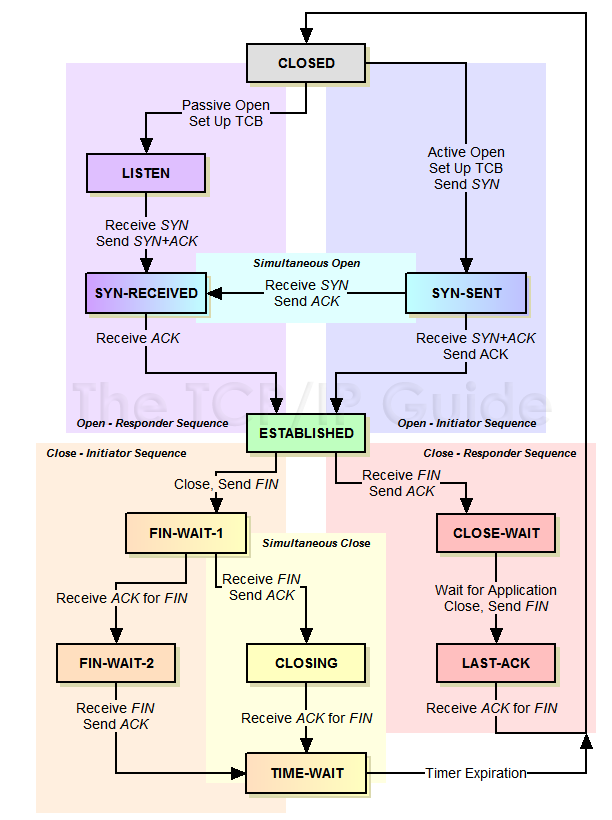 CLOSED
Passive Open
Set Up TCB
Active Open
Set Up TCB
Send SYN
LISTEN
Receive SYN
Send SYN+ACK
Simultaneous Open
SYN-RECEIVED
Receive SYN
Send ACK
SYN-SENT
Receive ACK
Receive SYN+ACK
Send ACK
The TCP/IP Guide
Open - Responder Sequence
Open - Initiator Sequence
ESTABLISHED
Close - Initiator Sequence
Close - Responder Sequence
Close, Send FIN
Receive FIN
Send ACK
FIN-WAIT-1
CLOSE-WAIT
Simultaneous Close
Receive ACK for FIN
Receive FIN
Send ACK
Wait for Application
Close, Send FIN
FIN-WAIT-2
CLOSING
LAST-ACK
Receive FIN
Send ACK
Receive ACK for FIN
Receive ACK for FIN
TIME-WAIT
Timer Expiration